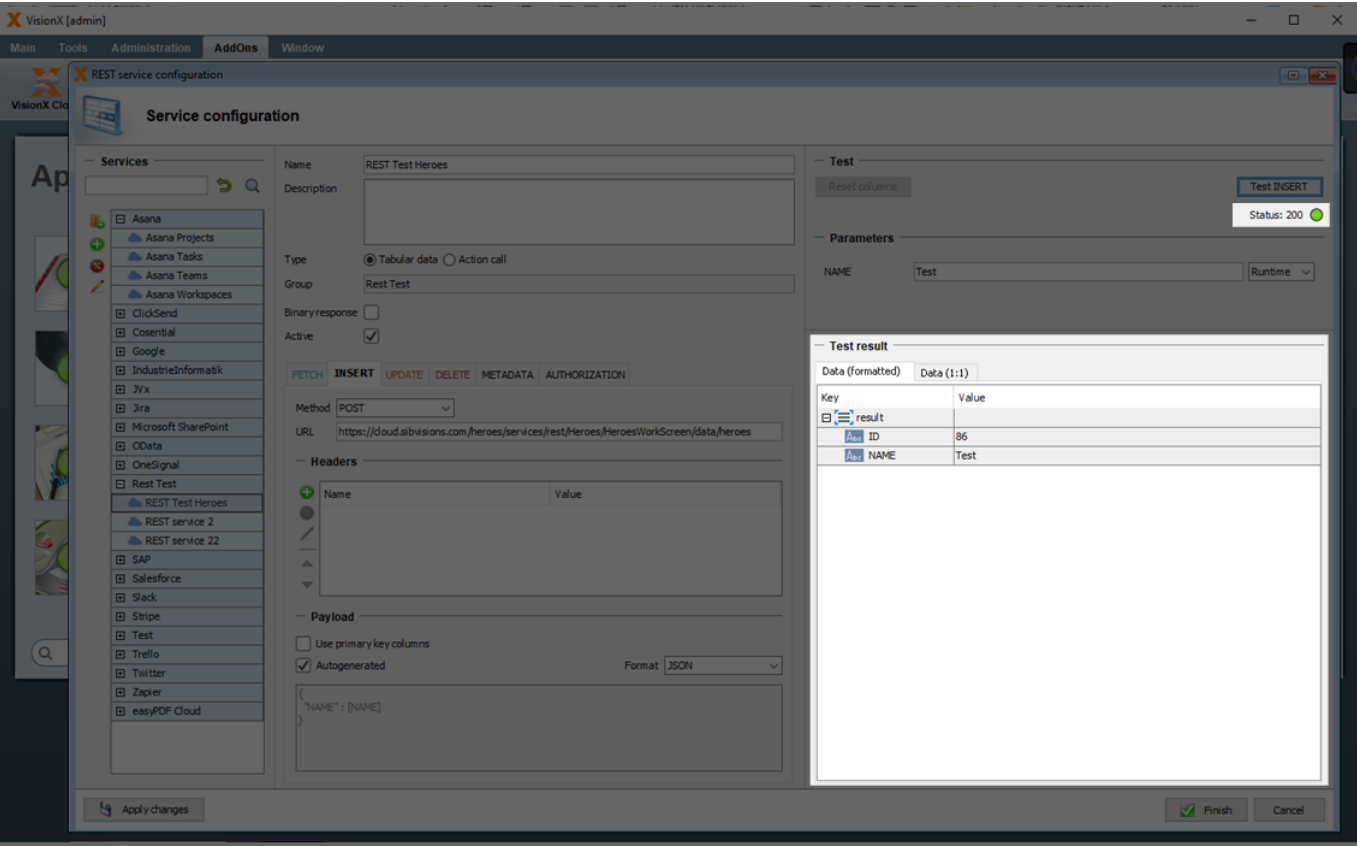 VisionX [admin]
Main Tools Administration AddOns Window
VisionX Clo
REST service configuration
Service configuration
Ap
Services
Asana
Asana Projects
Asana Tasks
Asana Teams
Asana Workspaces
ClickSend
Cosential
Google
IndustrieInformatik
JVx
Jira
Microsoft SharePoint
OData
OneSignal
Rest Test
REST Test Heroes
REST service 2
REST service 22
SAP
Salesforce
Slack
Stripe
Test
Trello
Twitter
Zapier
easyPDF Cloud
Name REST Test Heroes
Description
Type Tabular data Action call
Group Rest Test
Binary response
Active
FETCH INSERT UPDATE DELETE METADATA AUTHORIZATION
Method POST
URL https://cloud.sibvisions.com/heroes/services/rest/Heroes/HeroesWorkScreen/data/heroes
Headers
Name Value
Payload
Use primary key columns
Autogenerated Format JSON
{
"NAME" : [NAME]
}
Test
Reset columns Test INSERT
Status: 200
Parameters
NAME Test Runtime
Test result
Data (formatted) Data (1:1)
Key Value
result
Abc ID 86
Abc NAME Test
Apply changes Finish Cancel